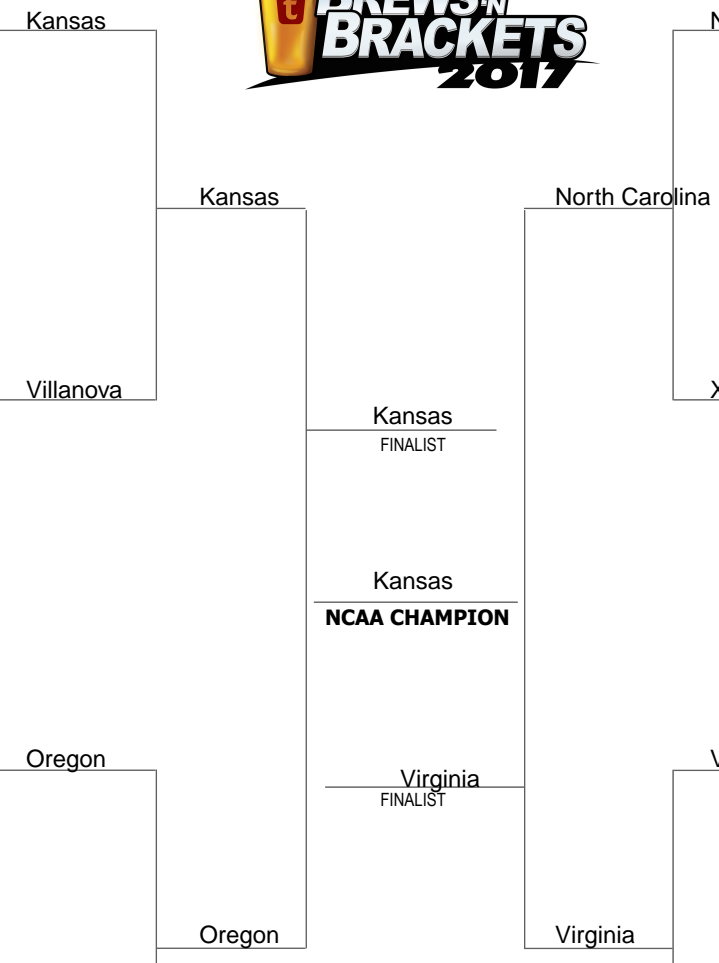 t BREWS'N
BRACKETS
2017
Kansas
Kansas
North Carolina
Villanova
Kansas
FINALIST
Kansas
NCAA CHAMPION
Oregon
Virginia
FINALIST
Oregon
Virginia